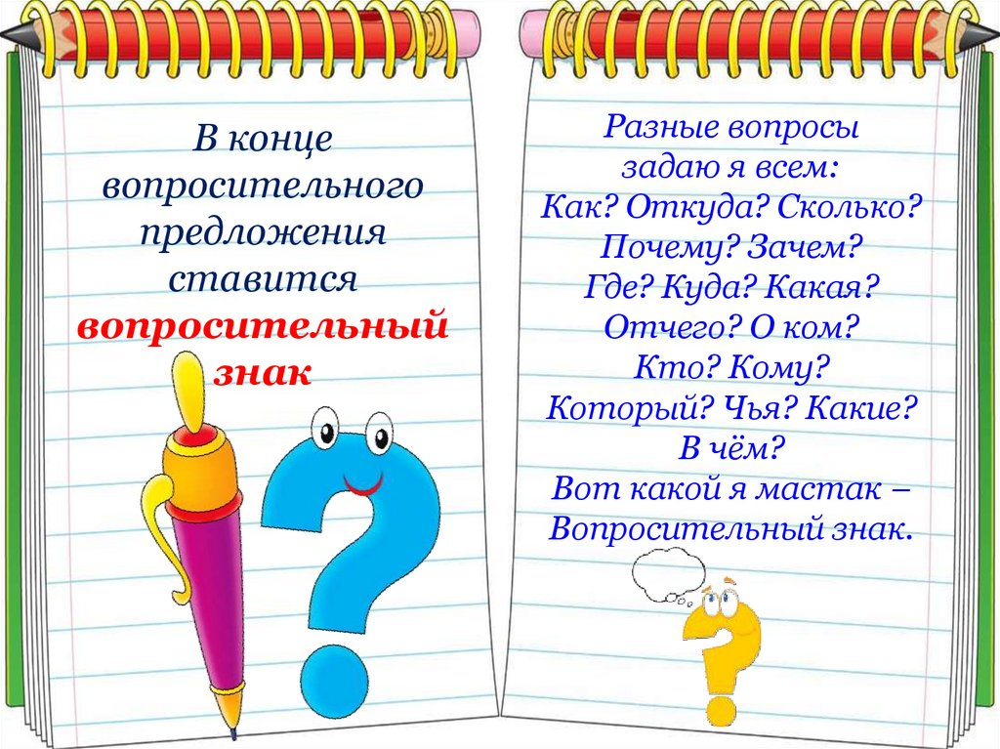 В конце
вопросительного
предложения
ставится
вопросительный
знак
Разные вопросы
задаю я всем:
Как? Откуда? Сколько?
Почему? Зачем?
Где? Куда? Какая?
Отчего? О ком?
Кто? Кому?
Который? Чья? Какие?
В чём?
Вот какой я мастак –
Вопросительный знак.